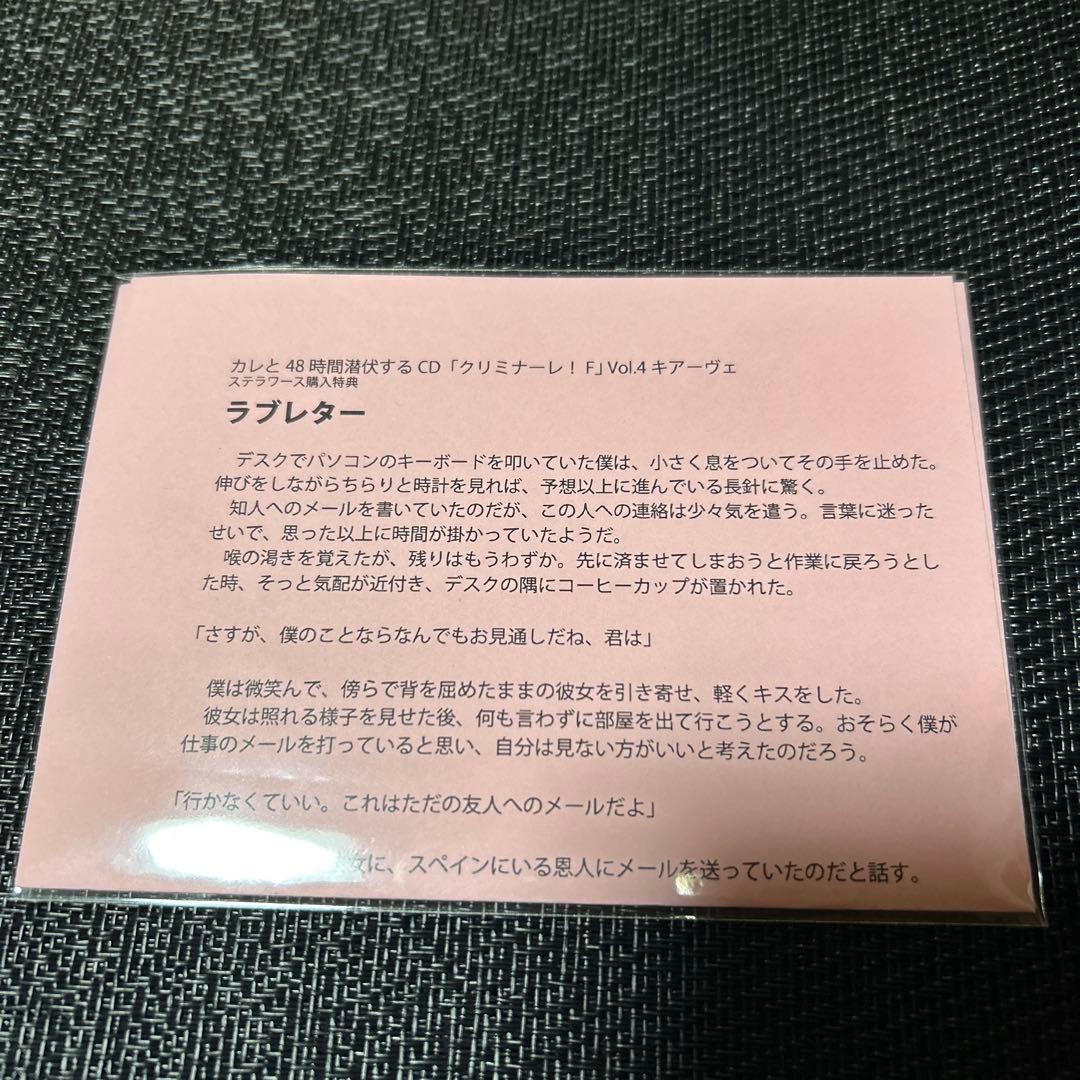 カレと 48 時間潜伏する CD「クリミナーレ！ F」Vol.4 キアーヴェ
ステラワース購入特典
ラブレター
デスクでパソコンのキーボードを叩いていた僕は、小さく息をついてその手を止めた。
伸びをしながらちらりと時計を見れば、予想以上に進んでいる長針に驚く。
知人へのメールを書いていたのだが、この人への連絡は少々気を遣う。言葉に迷った
せいで、思った以上に時間が掛かっていたようだ。
喉の渇きを覚えたが、残りはもうわずか。先に済ませてしまおうと作業に戻ろうとし
た時、そっと気配が近付き、デスクの隅にコーヒーカップが置かれた。
「さすが、僕のことならなんでもお見通しだね、君は」
僕は微笑んで、傍らで背を屈めたままの彼女を引き寄せ、軽くキスをした。
彼女は照れる様子を見せた後、何も言わずに部屋を出て行こうとする。おそらく僕が
仕事のメールを打っていると思い、自分は見ない方がいいと考えたのだろう。
「行かなくていい。これはただの友人へのメールだよ」
に、スペインにいる恩人にメールを送っていたのだと話す。